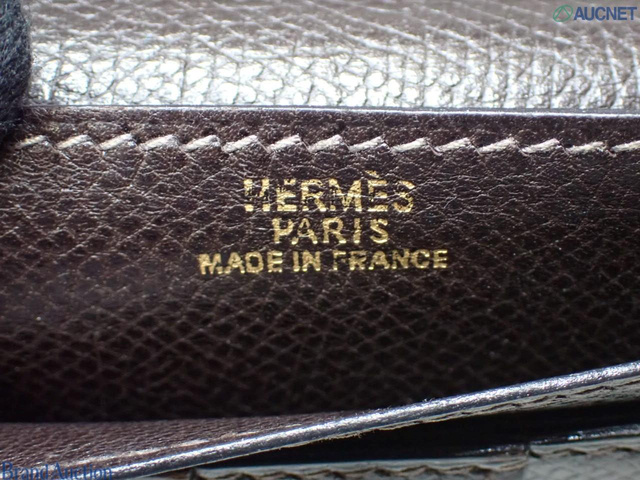 AUCNET
HERMÈS
PARIS
MADE IN FRANCE
Brand Auction